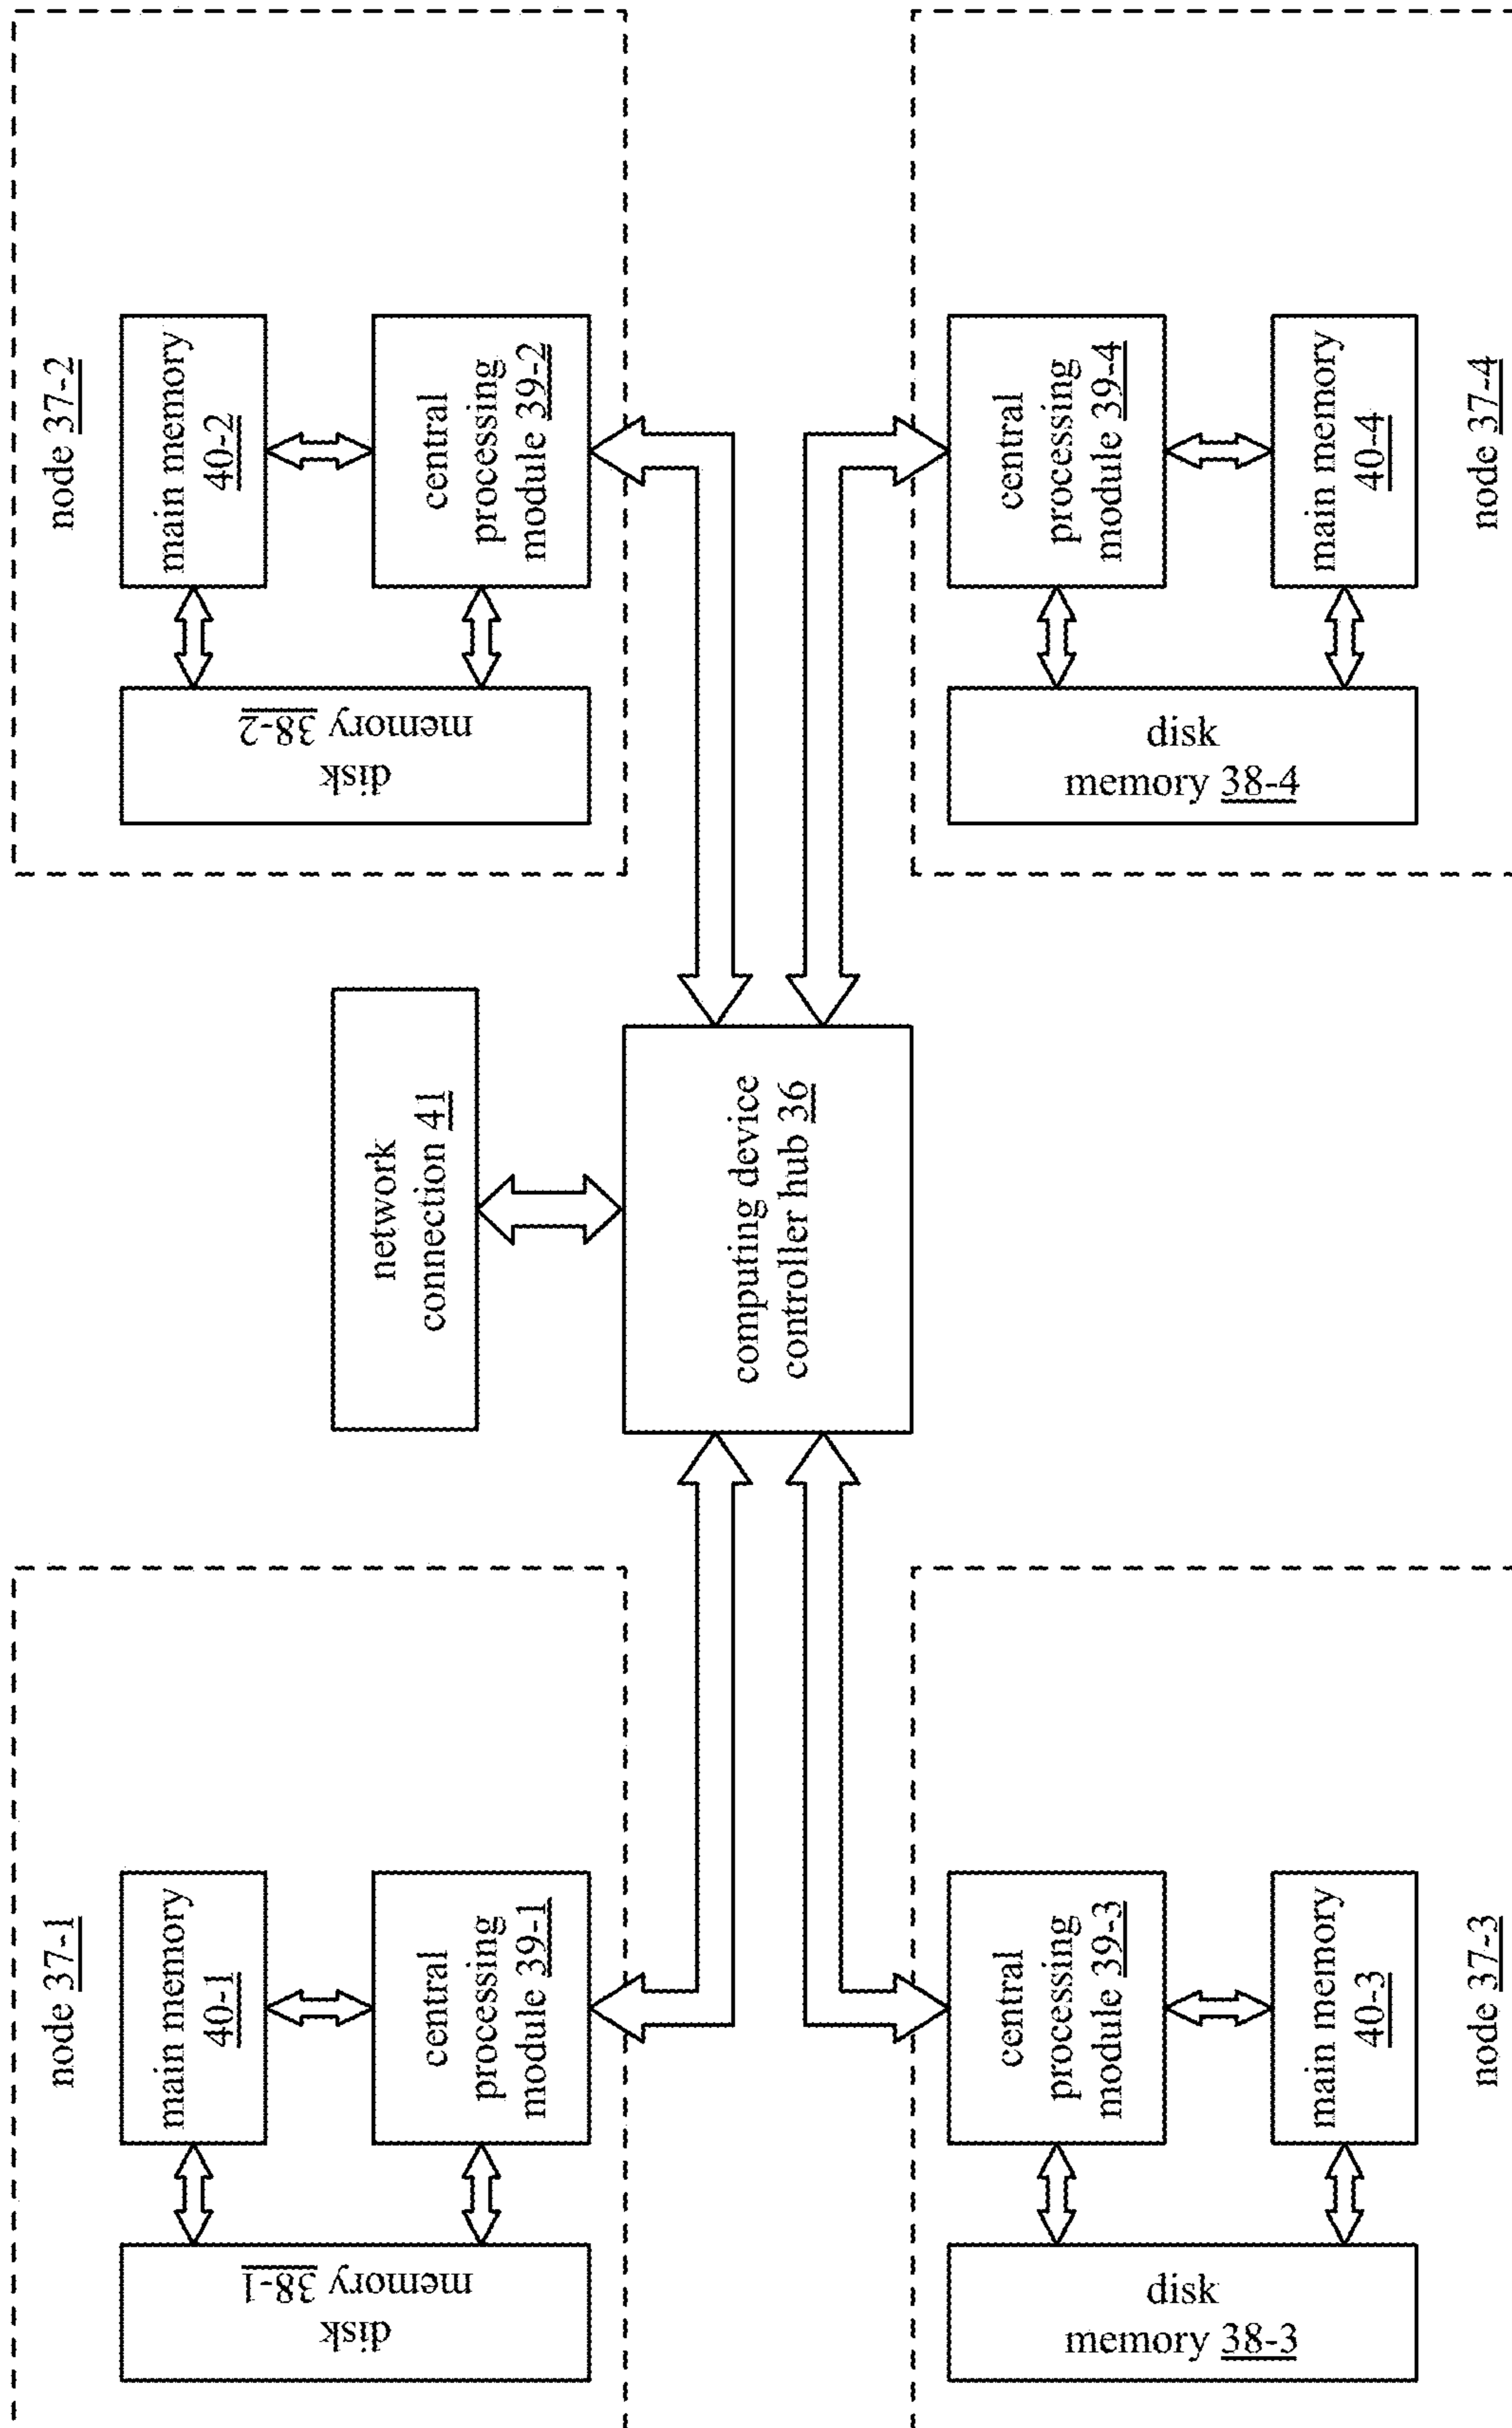 node 37-1
main memory
40-1
central
processing
module 39-1
disk
memory 38-1
node 37-2
main memory
40-2
central
processing
module 39-2
disk
memory 38-2
network
connection 41
computing device
controller hub 36
central
processing
module 39-3
main memory
40-3
disk
memory 38-3
node 37-3
central
processing
module 39-4
main memory
40-4
disk
memory 38-4
node 37-4